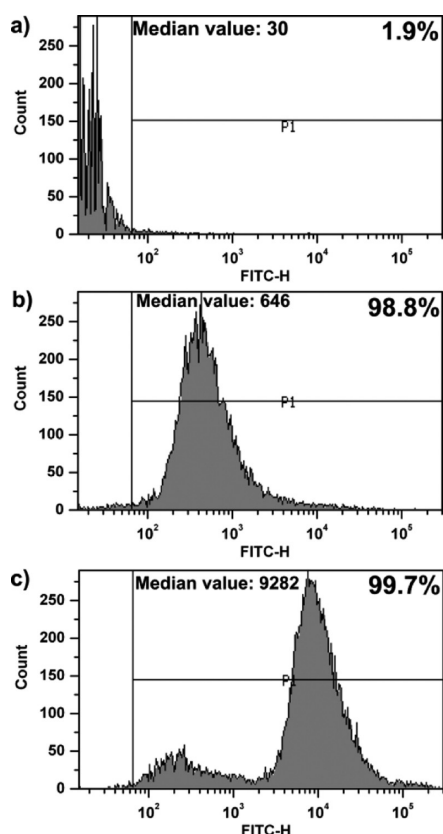 a)
Median value: 30
1.9%
250
200
150
100
50
0
Count
P1
10²
10³
10⁴
10⁵
FITC-H
b)
Median value: 646
98.8%
250
200
150
100
50
0
Count
P1
10²
10³
10⁴
10⁵
FITC-H
c)
Median value: 9282
99.7%
250
200
150
100
50
0
Count
P1
10²
10³
10⁴
10⁵
FITC-H